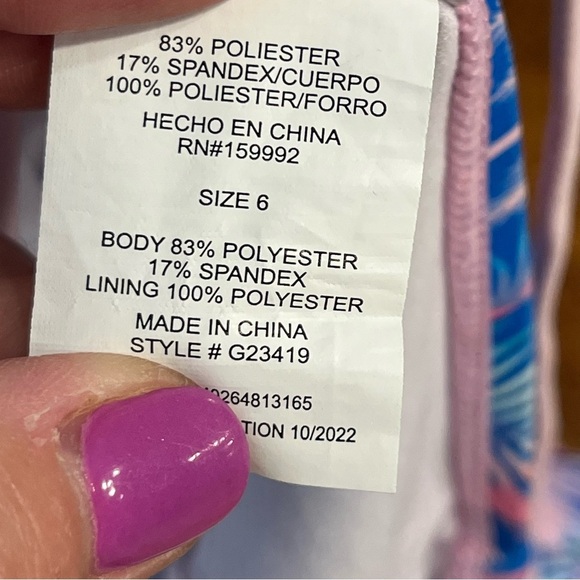 83% POLIESTER
17% SPANDEX/CUERPO
100% POLIESTER/FORRO
HECHO EN CHINA
RN#159992
SIZE 6
BODY 83% POLYESTER
17% SPANDEX
LINING 100% POLYESTER
MADE IN CHINA
STYLE # G23419
0264813165
TION 10/2022